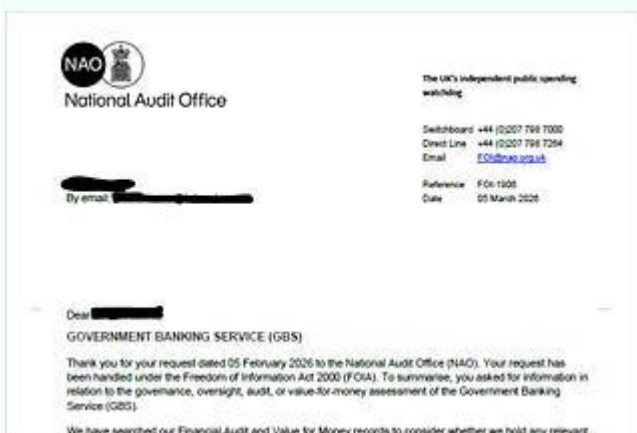 NAO
National Audit Office
The UK's independent public spending
watchdog
Switchboard +44 (0)207 798 7000
Direct Line +44 (0)207 798 7264
Email FOI@nao.org.uk
Reference
Date 05 March 2026
By email:
Dear
GOVERNMENT BANKING SERVICE (GBS)
Thank you for your request dated 05 February 2026 to the National Audit Office (NAO). Your request has
been handled under the Freedom of Information Act 2000 (FOIA). To summarise, you asked for information in
relation to the governance, oversight, audit, or value-for-money assessment of the Government Banking
Service (GBS).
We have searched our Financial Audit and Value for Money records to consider whether we hold any relevant